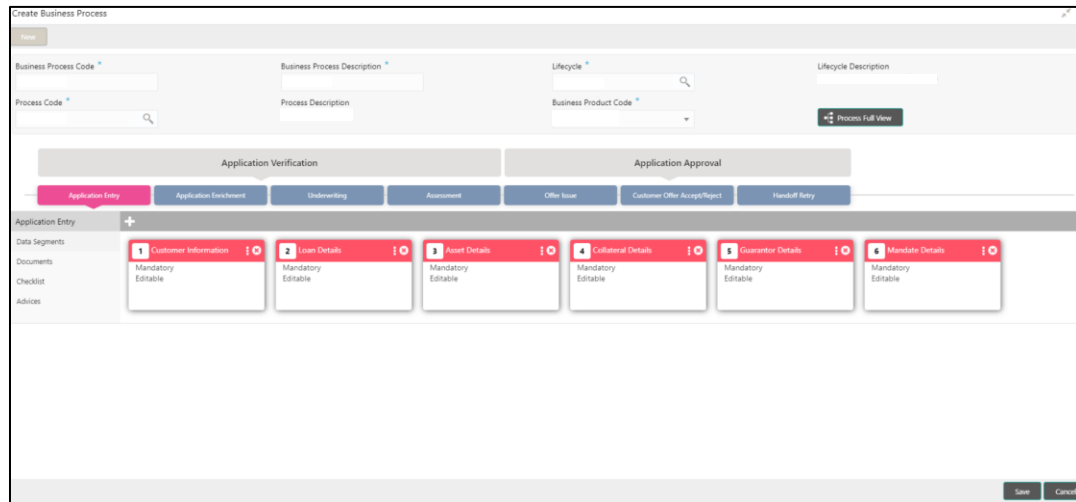 Create Business Process
New
Business Process Code *
Business Process Description *
Lifecycle *
Lifecycle Description
Process Code *
Process Description
Business Product Code *
Process Full View
Application Verification
Application Approval
Application Entry
Application Enrichment
Underwriting
Assessment
Offer Issue
Customer Offer Accept/Reject
Handoff Retry
Application Entry
Data Segments
Documents
Checklist
Advices
1 Customer Information
Mandatory
Editable
2 Loan Details
Mandatory
Editable
3 Asset Details
Mandatory
Editable
4 Collateral Details
Mandatory
Editable
5 Guarantor Details
Mandatory
Editable
6 Mandate Details
Mandatory
Editable
Save
Cancel